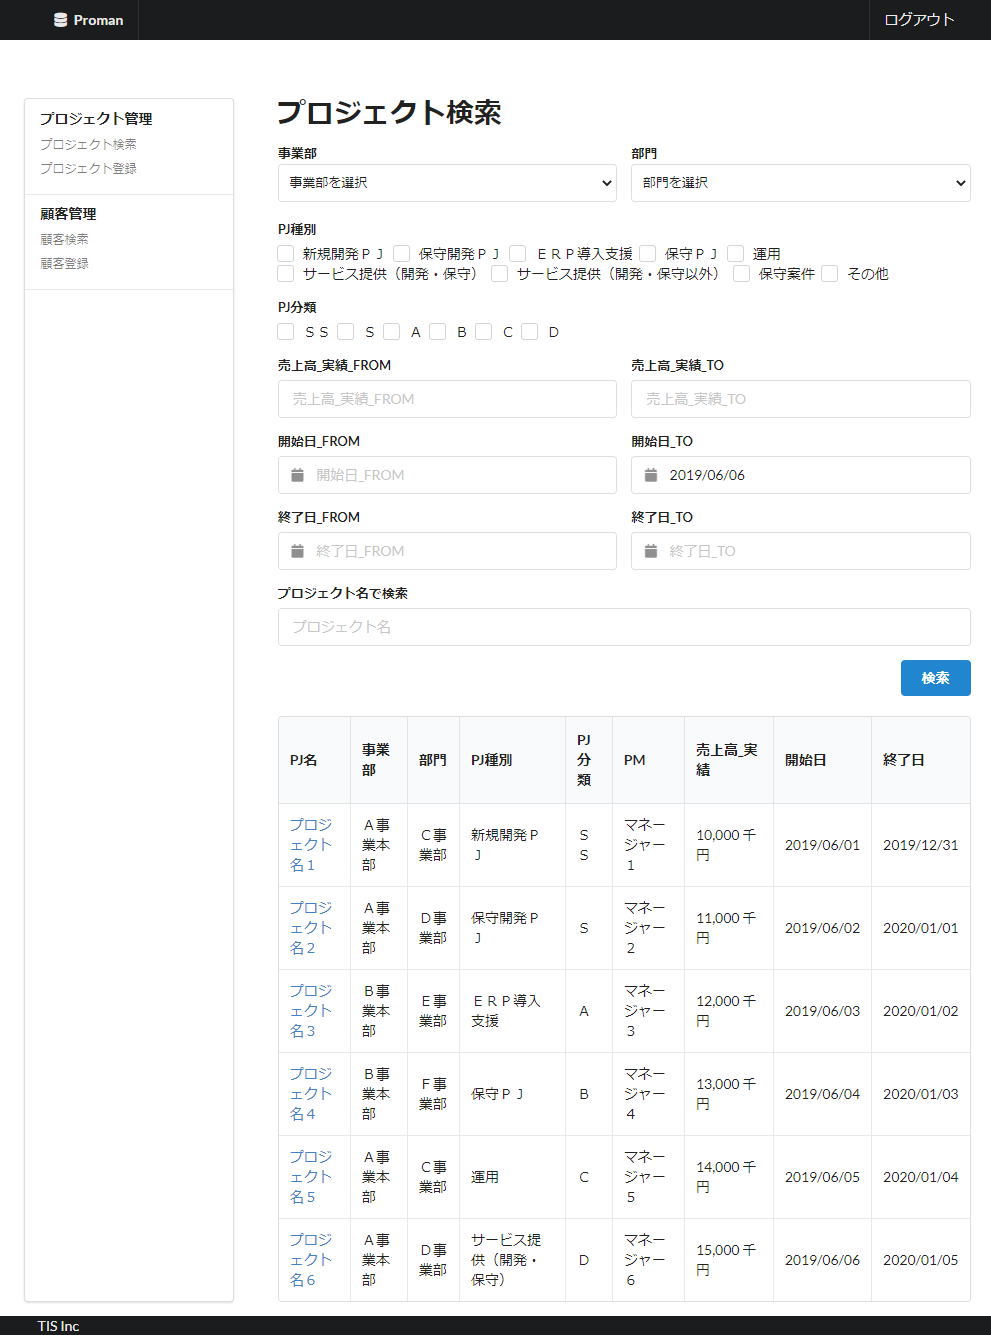 Proman
ログアウト
プロジェクト管理
プロジェクト検索
プロジェクト登録
顧客管理
顧客検索
顧客登録
プロジェクト検索
事業部
部門
事業部を選択
部門を選択
PJ種別
新規開発ＰＪ 保守開発ＰＪ ＥＲＰ導入支援 保守ＰＪ 運用
サービス提供（開発・保守） サービス提供（開発・保守以外） 保守案件 その他
PJ分類
ＳＳ Ｓ Ａ Ｂ Ｃ Ｄ
売上高_実績_FROM
売上高_実績_TO
売上高_実績_FROM
売上高_実績_TO
開始日_FROM
開始日_TO
開始日_FROM
2019/06/06
終了日_FROM
終了日_TO
終了日_FROM
終了日_TO
プロジェクト名で検索
プロジェクト名
検索
PJ名
事業
部
部門
PJ種別
PJ
分
類
PM
売上高_実
績
開始日
終了日
プロジ
ェクト
名１
Ａ事
業本
部
Ｃ事
業部
新規開発Ｐ
Ｊ
Ｓ
Ｓ
マネー
ジャー
１
10,000 千
円
2019/06/01
2019/12/31
プロジ
ェクト
名２
Ａ事
業本
部
Ｄ事
業部
保守開発Ｐ
Ｊ
Ｓ
マネー
ジャー
２
11,000 千
円
2019/06/02
2020/01/01
プロジ
ェクト
名３
Ｂ事
業本
部
Ｅ事
業部
ＥＲＰ導入
支援
Ａ
マネー
ジャー
３
12,000 千
円
2019/06/03
2020/01/02
プロジ
ェクト
名４
Ｂ事
業本
部
Ｆ事
業部
保守ＰＪ
Ｂ
マネー
ジャー
４
13,000 千
円
2019/06/04
2020/01/03
プロジ
ェクト
名５
Ａ事
業本
部
Ｃ事
業部
運用
Ｃ
マネー
ジャー
５
14,000 千
円
2019/06/05
2020/01/04
プロジ
ェクト
名６
Ａ事
業本
部
Ｄ事
業部
サービス提
供（開発・
保守）
Ｄ
マネー
ジャー
６
15,000 千
円
2019/06/06
2020/01/05
TIS Inc